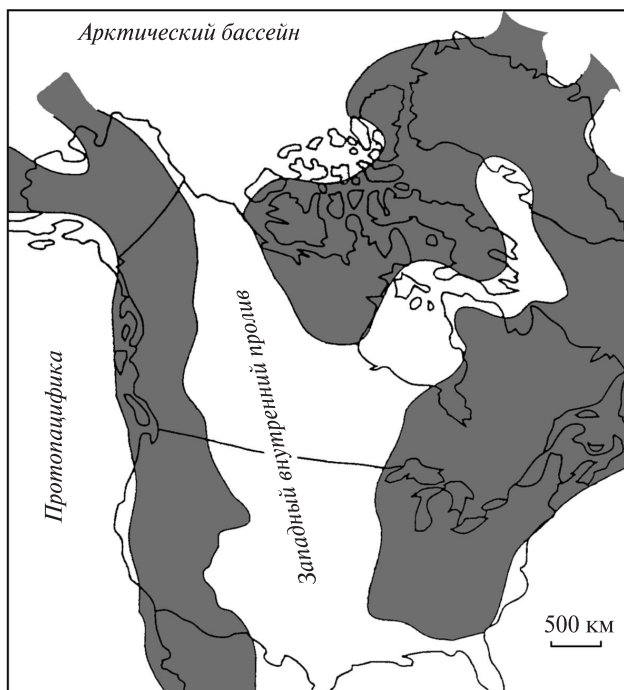 Арктический бассейн
Протопацифика
Западный внутренний пролив
500 км